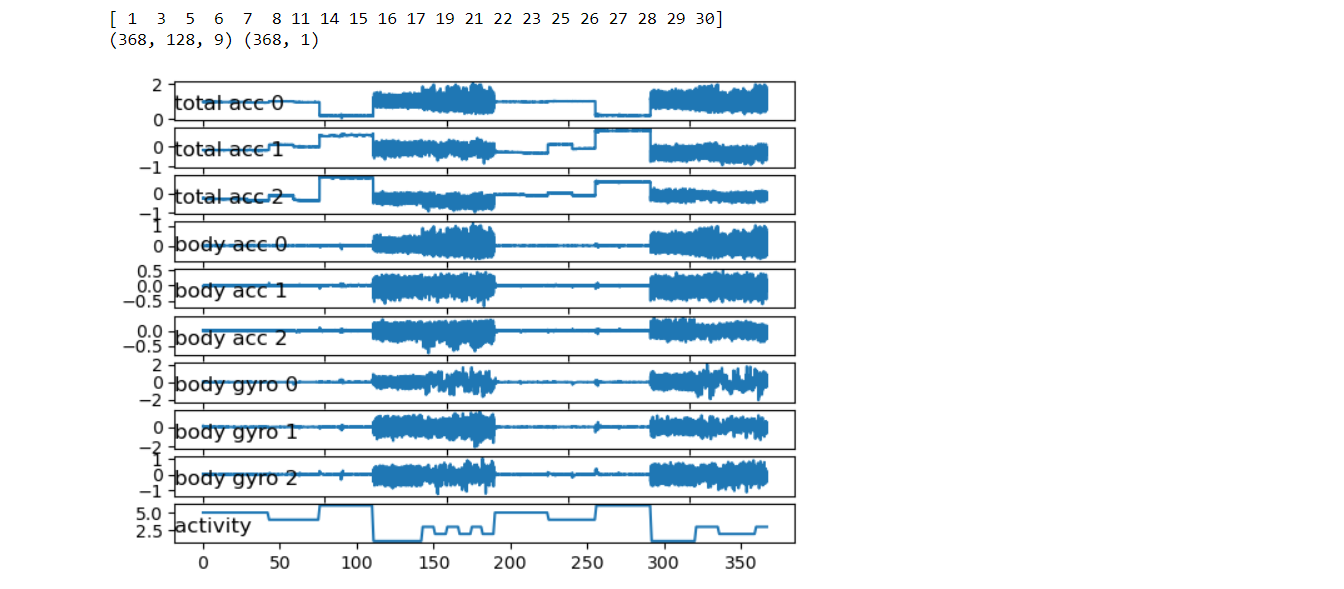 [ 1 3 5 6 7 8 11 14 15 16 17 19 21 22 23 25 26 27 28 29 30]
(368, 128, 9) (368, 1)
2
total acc 0
0
0
total acc 1
−1
0
total acc 2
−1
1
body acc 0
0
0.5
0.0
body acc 1
−0.5
0.0
body acc 2
−0.5
2
0
body gyro 0
−2
0
body gyro 1
−2
1
0
body gyro 2
−1
5.0
activity
2.5
0 50 100 150 200 250 300 350